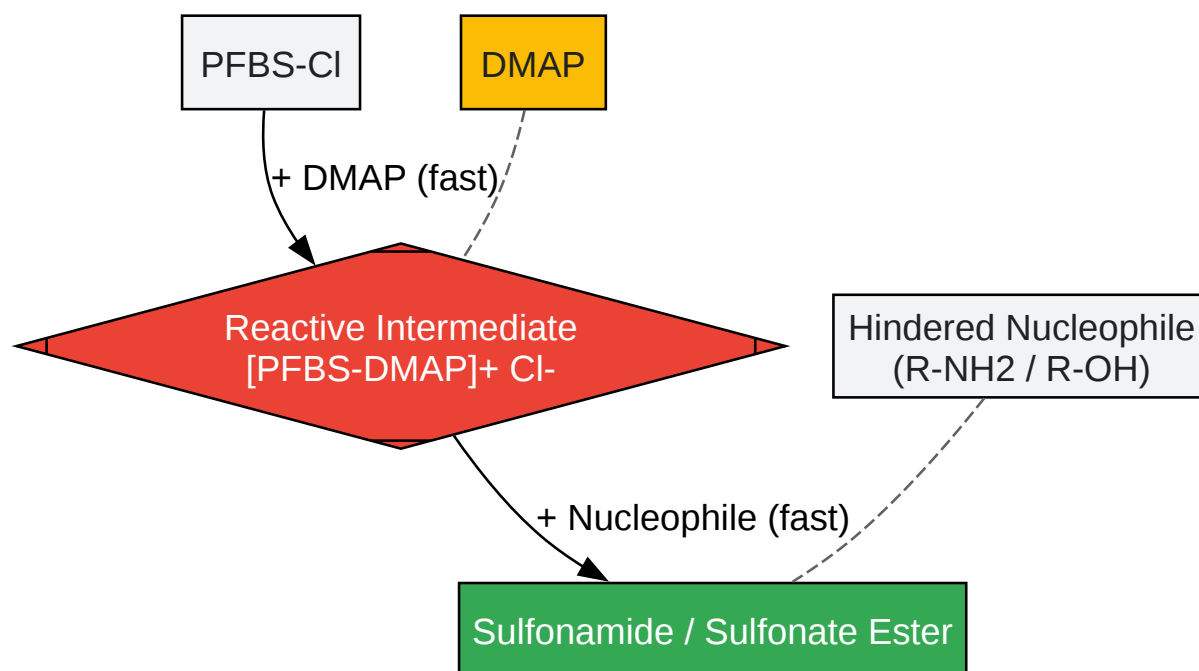 PFBS-Cl
DMAP
+ DMAP (fast)
Reactive Intermediate
[PFBS-DMAP]+ Cl-
Hindered Nucleophile
(R-NH2 / R-OH)
+ Nucleophile (fast)
Sulfonamide / Sulfonate Ester